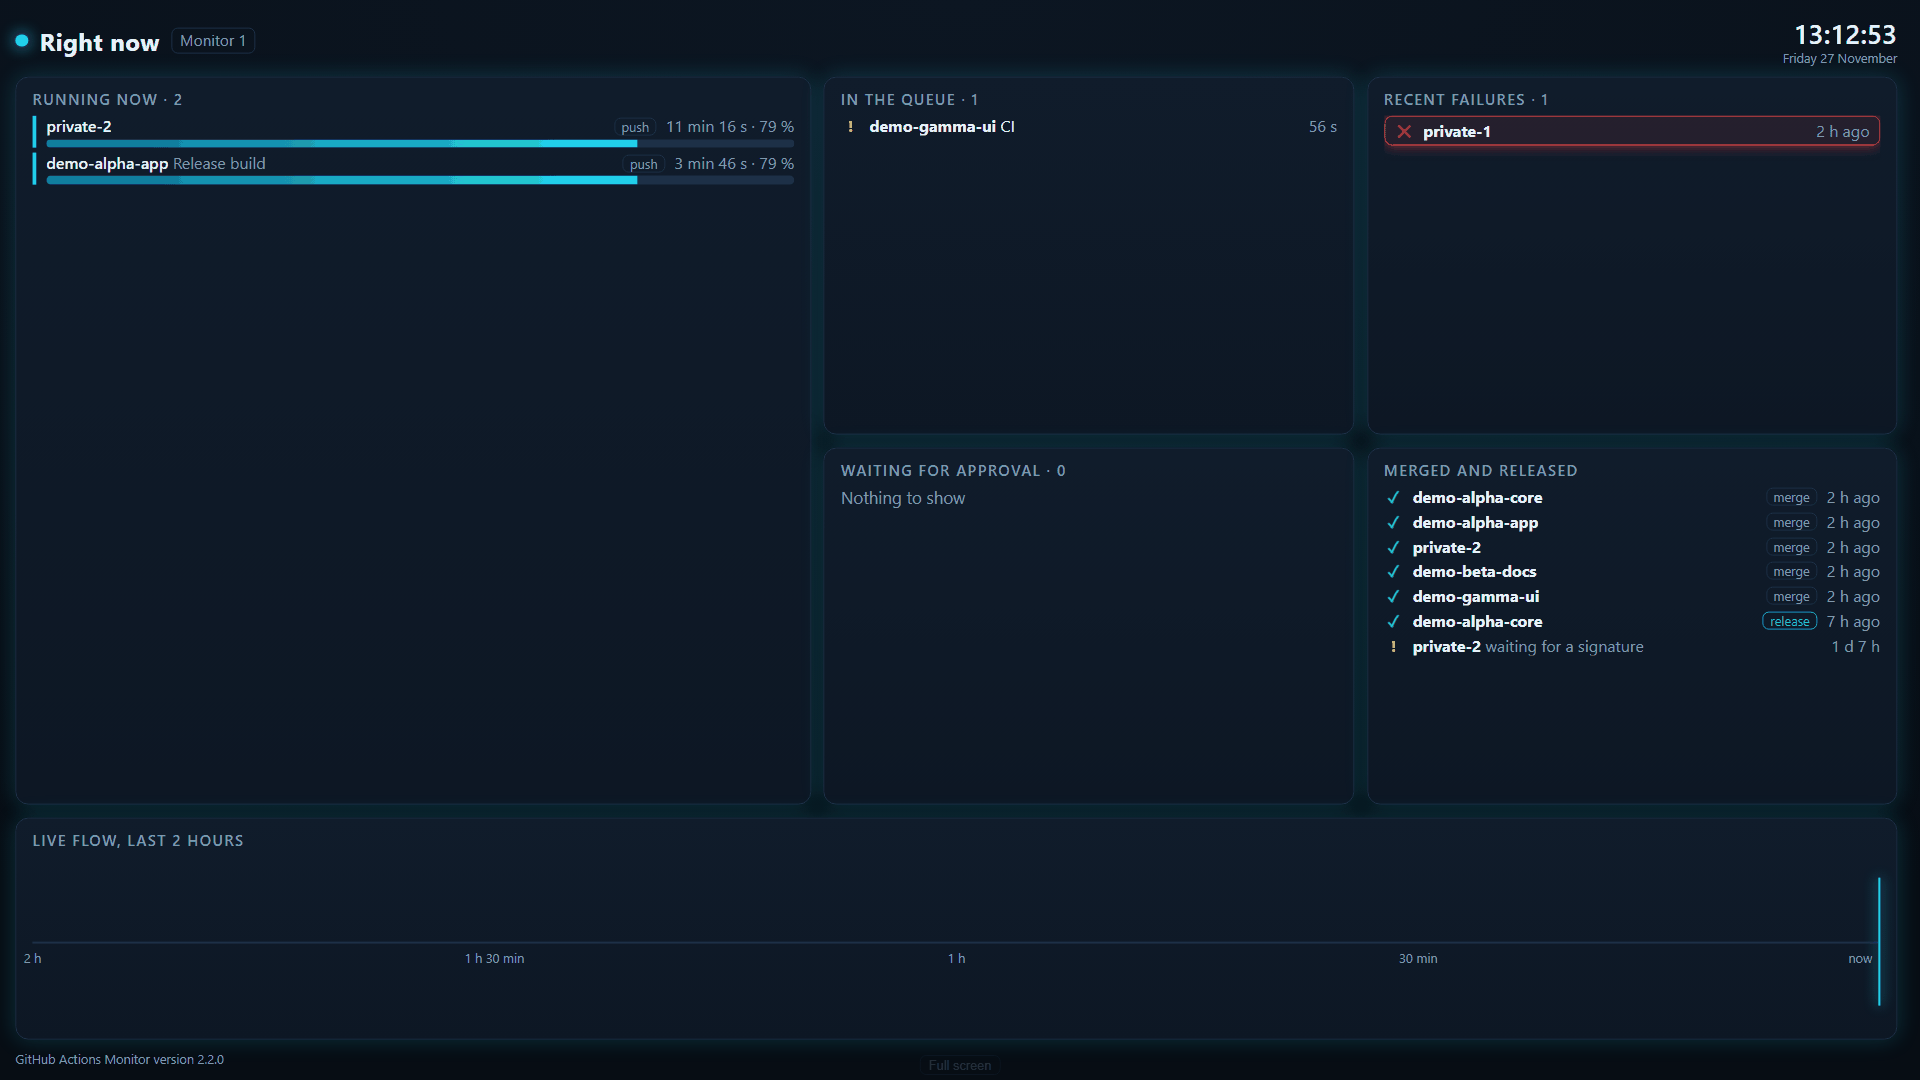 Right now
Monitor 1
13:12:53
Friday 27 November
RUNNING NOW · 2
private-2 push 11 min 16 s · 79 %
demo-alpha-app Release build push 3 min 46 s · 79 %
IN THE QUEUE · 1
! demo-gamma-ui CI 56 s
RECENT FAILURES · 1
private-1 2 h ago
WAITING FOR APPROVAL · 0
Nothing to show
MERGED AND RELEASED
✓ demo-alpha-core merge 2 h ago
✓ demo-alpha-app merge 2 h ago
✓ private-2 merge 2 h ago
✓ demo-beta-docs merge 2 h ago
✓ demo-gamma-ui merge 2 h ago
✓ demo-alpha-core release 7 h ago
! private-2 waiting for a signature 1 d 7 h
LIVE FLOW, LAST 2 HOURS
2 h 1 h 30 min 1 h 30 min now
GitHub Actions Monitor version 2.2.0
Full screen